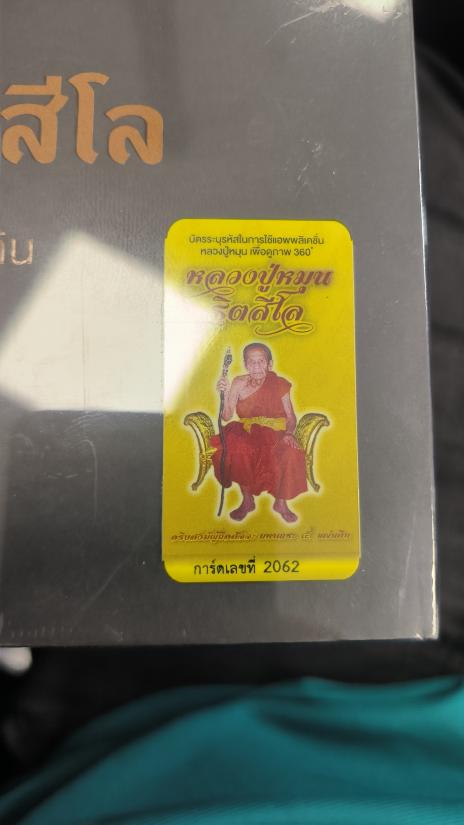 สีโล
บัตรระบุรหัสในการใช้แอพพลิเคชั่น
หลวงปู่หมุน เพื่อดูภาพ 360°
หลวงปู่หมุน
ฐิตสีโล
การ์ดเลขที่ 2062